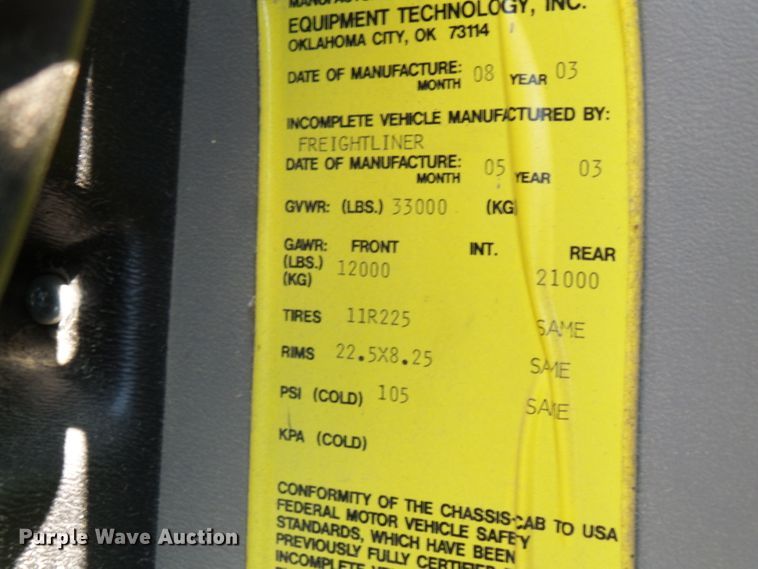 EQUIPMENT TECHNOLOGY, INC.
OKLAHOMA CITY, OK 73114
DATE OF MANUFACTURE: 08 YEAR 03
MONTH
INCOMPLETE VEHICLE MANUFACTURED BY:
FREIGHTLINER
DATE OF MANUFACTURE: 05 YEAR 03
MONTH
GVWR: (LBS.) 33000 (KG)
GAWR: FRONT INT. REAR
(LBS.) 12000 21000
(KG)
TIRES 11R225 SAME
RIMS 22.5X8.25 SAME
PSI (COLD) 105 SAME
KPA (COLD)
CONFORMITY OF THE CHASSIS-CAB TO USA
FEDERAL MOTOR VEHICLE SAFETY
STANDARDS, WHICH HAVE BEEN
PREVIOUSLY FULLY CERTIFIED
INCOMPLETE
Purple Wave Auction